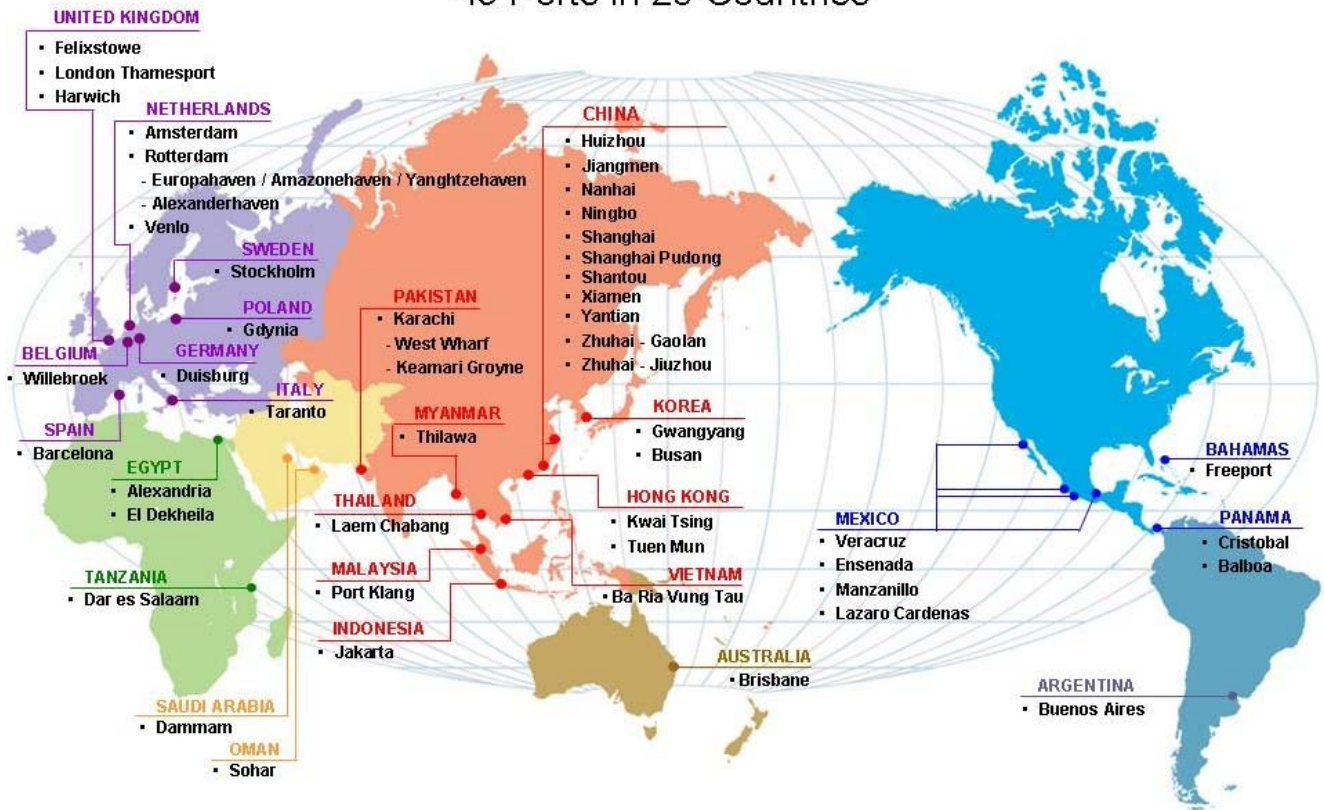 UNITED KINGDOM
▪ Felixstowe
▪ London Thamesport
▪ Harwich
NETHERLANDS
▪ Amsterdam
▪ Rotterdam
- Europahaven / Amazonehaven / Yanghtzehaven
- Alexanderhaven
▪ Venlo
SWEDEN
▪ Stockholm
POLAND
▪ Gdynia
BELGIUM
▪ Willebroek
GERMANY
▪ Duisburg
ITALY
▪ Taranto
SPAIN
▪ Barcelona
EGYPT
▪ Alexandria
▪ El Dekheila
TANZANIA
▪ Dar es Salaam
SAUDI ARABIA
▪ Dammam
OMAN
▪ Sohar
PAKISTAN
▪ Karachi
- West Wharf
- Keamari Groyne
MYANMAR
▪ Thilawa
THAILAND
▪ Laem Chabang
MALAYSIA
▪ Port Klang
INDONESIA
▪ Jakarta
CHINA
▪ Huizhou
▪ Jiangmen
▪ Nanhai
▪ Ningbo
▪ Shanghai
▪ Shanghai Pudong
▪ Shantou
▪ Xiamen
▪ Yantian
▪ Zhuhai - Gaolan
▪ Zhuhai - Jiuzhou
KOREA
▪ Gwangyang
▪ Busan
HONG KONG
▪ Kwai Tsing
▪ Tuen Mun
VIETNAM
▪ Ba Ria Vung Tau
AUSTRALIA
▪ Brisbane
MEXICO
▪ Veracruz
▪ Ensenada
▪ Manzanillo
▪ Lazaro Cardenas
BAHAMAS
▪ Freeport
PANAMA
▪ Cristobal
▪ Balboa
ARGENTINA
▪ Buenos Aires